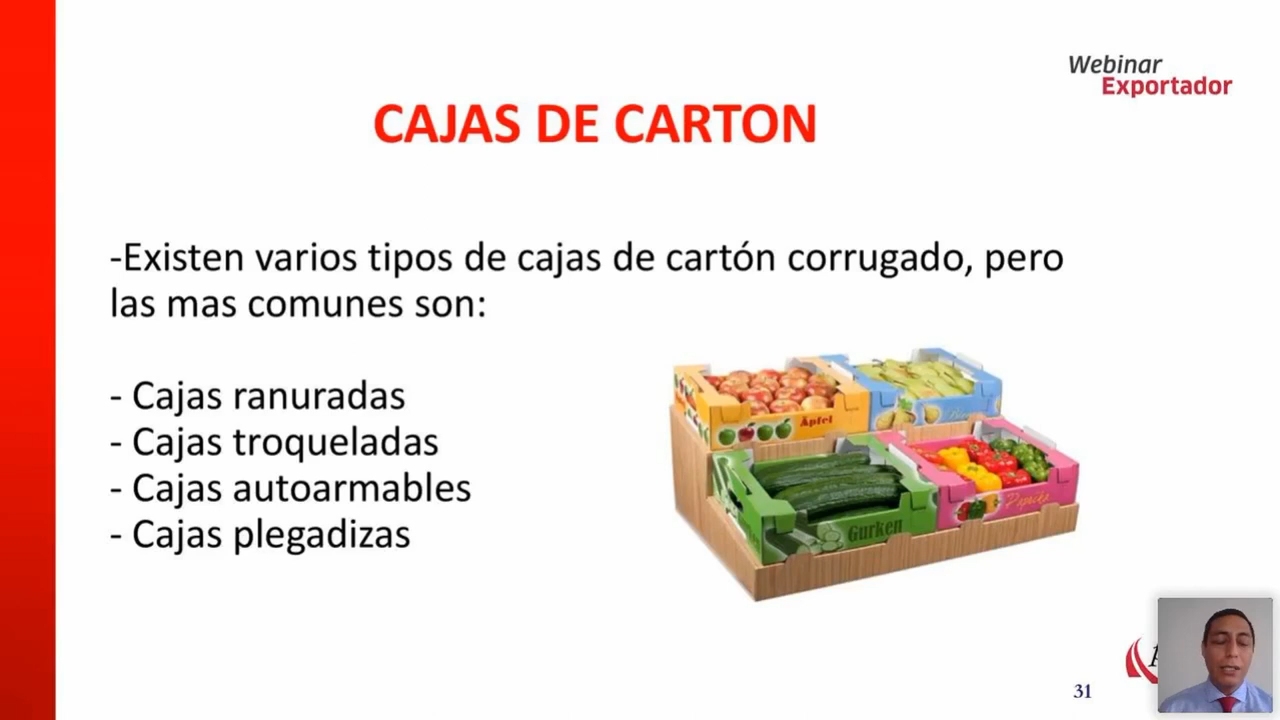 Webinar
Exportador
CAJAS DE CARTON
-Existen varios tipos de cajas de cartón corrugado, pero
las mas comunes son:
- Cajas ranuradas
- Cajas troqueladas
- Cajas autoarmables
- Cajas plegadizas
Äpfel
Gurken
Paprika
31